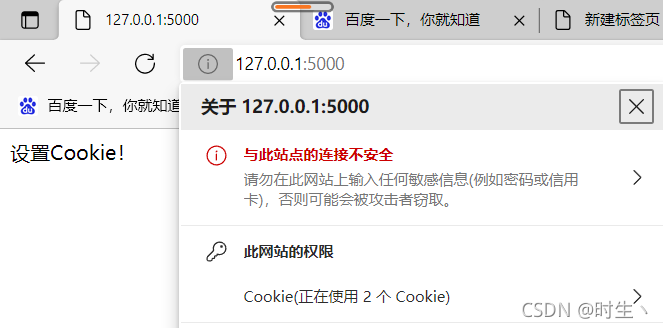 127.0.0.1:5000
百度一下，你就知道
新建标签页
127.0.0.1:5000
du 百度一下，你就知道
关于 127.0.0.1:5000
设置Cookie！
与此站点的连接不安全
请勿在此网站上输入任何敏感信息(例如密码或信用
卡)，否则可能会被攻击者窃取。
此网站的权限
Cookie(正在使用 2 个 Cookie)
CSDN @时生丶